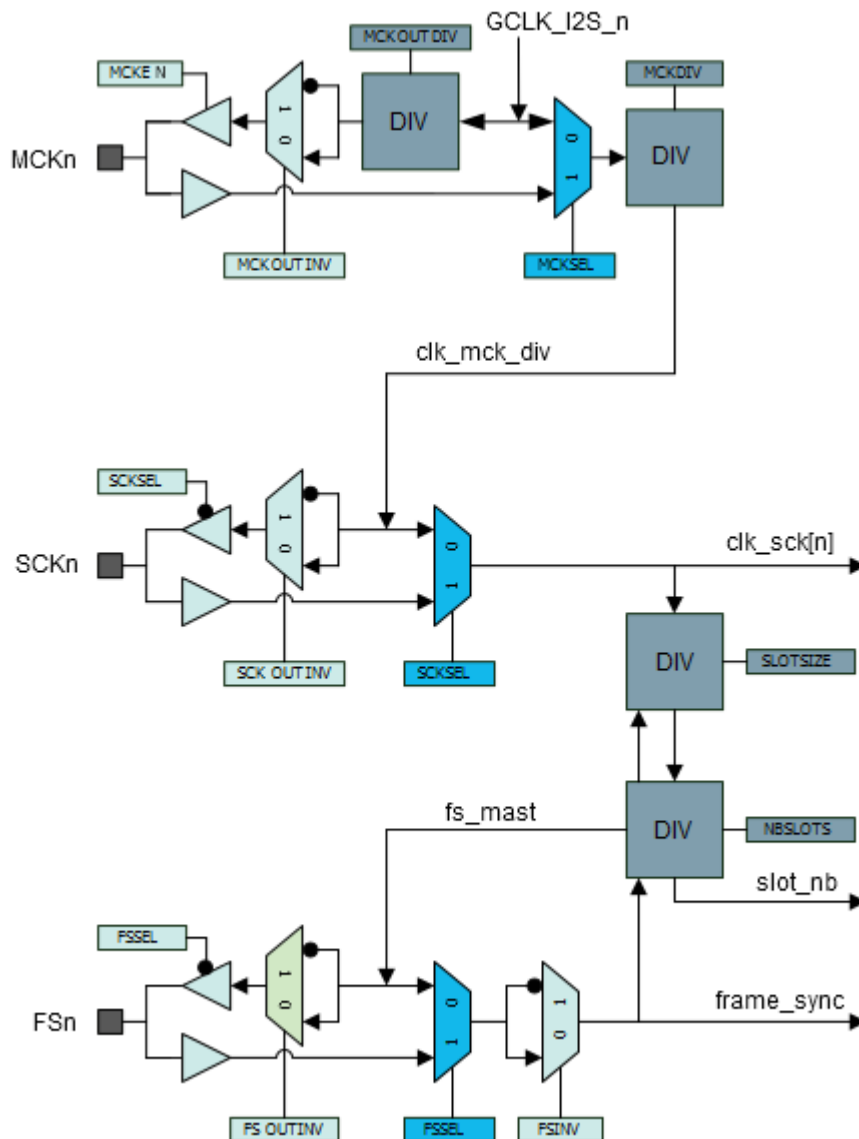 GCLK_I2S_n
MCKOUTDIV
MCKE N
MCKDIV
1
0
DIV
0
1
DIV
MCKn
MCKOUTINV
MCKSEL
clk_mck_div
SCKSEL
1
0
0
1
clk_sck[n]
SCKn
DIV
SLOTSIZE
SCK OUTINV
SCKSEL
fs_mast
DIV
NBSLOTS
slot_nb
FSSEL
1
0
0
1
1
0
frame_sync
FSn
FS OUTINV
FSSEL
FSINV